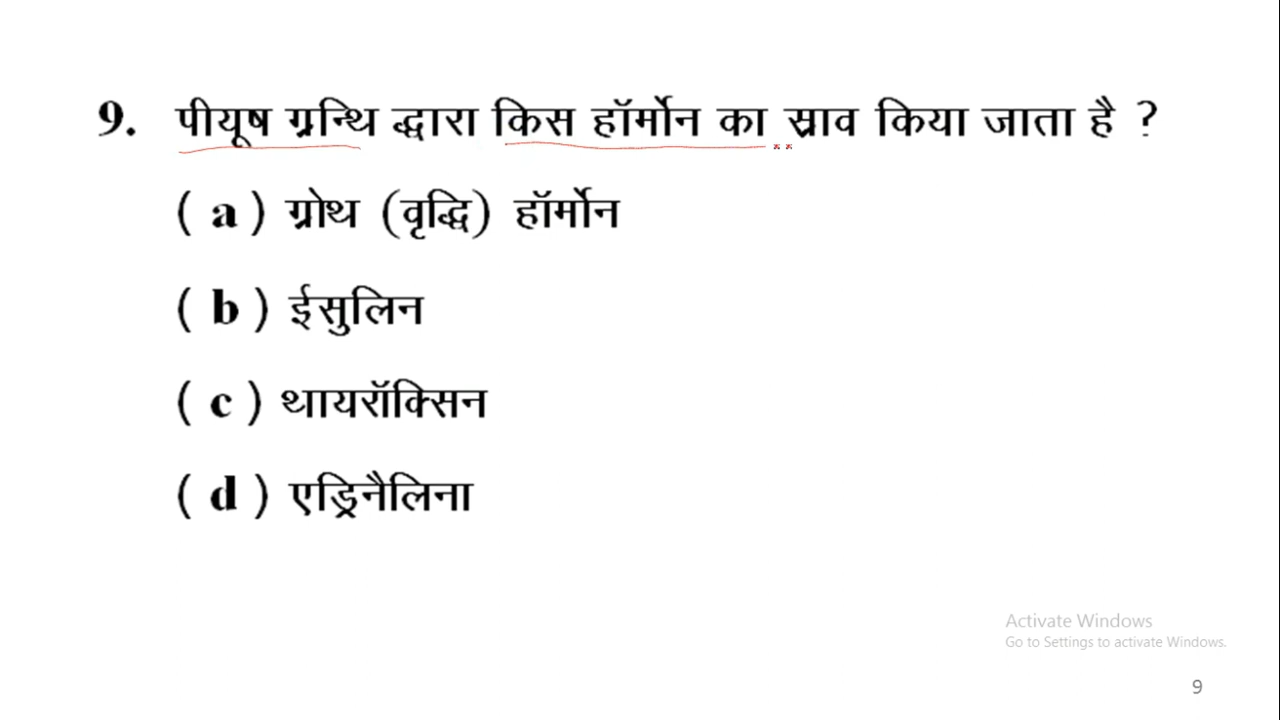 9. पीयूष ग्रन्थि द्वारा किस हॉर्मोन का स्राव किया जाता है ?
( a ) ग्रोथ (वृद्धि) हॉर्मोन
( b ) ईसुलिन
( c ) थायरॉक्सिन
( d ) एड्रिनैलिना
Activate Windows
Go to Settings to activate Windows.
9